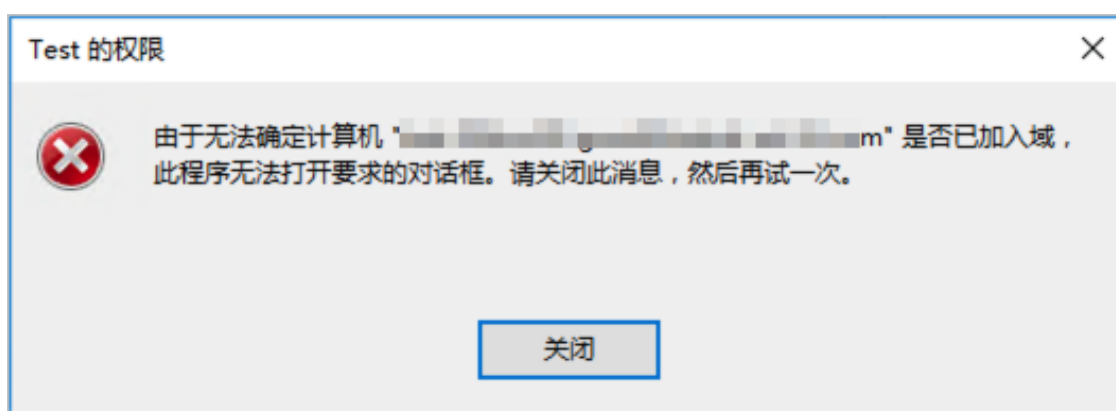 Test 的权限
由于无法确定计算机 " m" 是否已加入域，
此程序无法打开要求的对话框。请关闭此消息，然后再试一次。
关闭